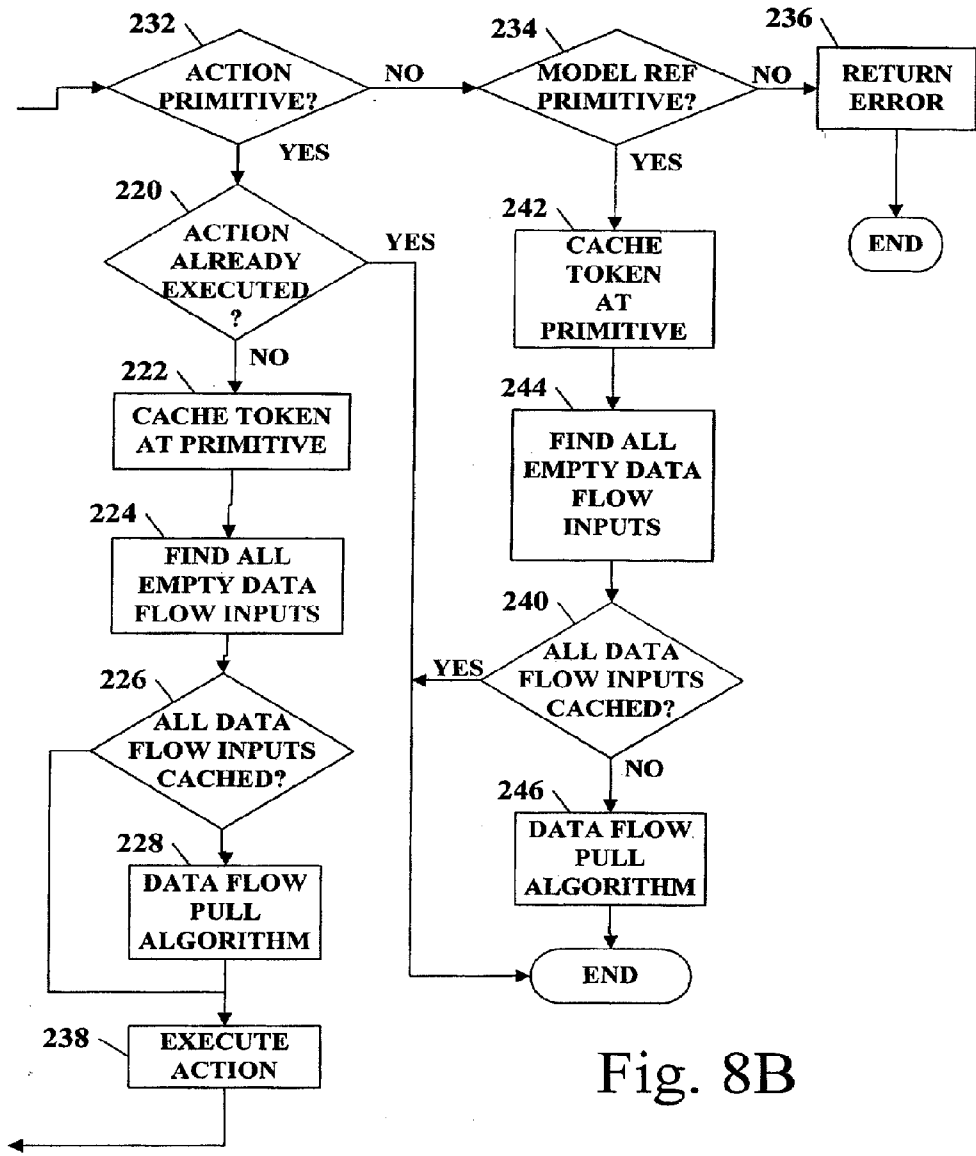 232
ACTION
PRIMITIVE?
NO
YES
234
MODEL REF
PRIMITIVE?
NO
YES
236
RETURN
ERROR
END
220
ACTION
ALREADY
EXECUTED
?
YES
NO
222
CACHE TOKEN
AT PRIMITIVE
224
FIND ALL
EMPTY DATA
FLOW INPUTS
226
ALL DATA
FLOW INPUTS
CACHED?
228
DATA FLOW
PULL
ALGORITHM
238
EXECUTE
ACTION
242
CACHE
TOKEN
AT
PRIMITIVE
244
FIND ALL
EMPTY DATA
FLOW
INPUTS
240
ALL DATA
FLOW INPUTS
CACHED?
YES
NO
246
DATA FLOW
PULL
ALGORITHM
END
Fig. 8B